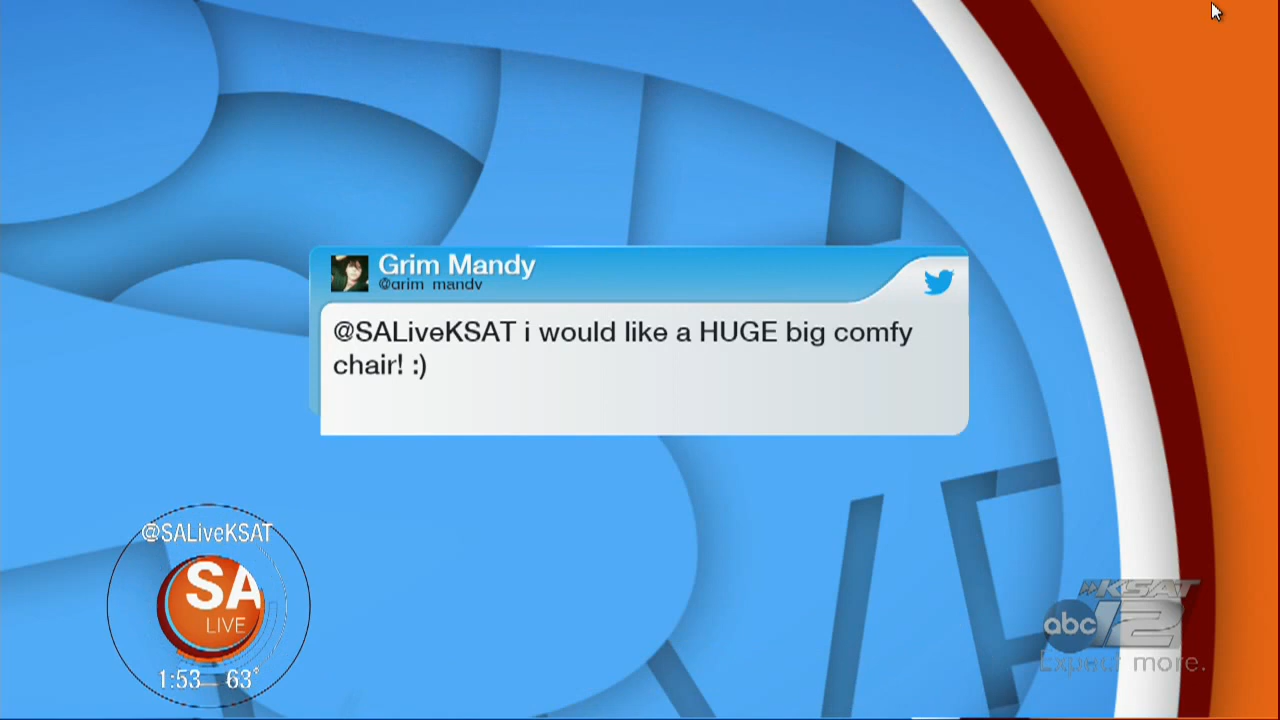 Grim Mandy
@grim_mandy
@SALiveKSAT i would like a HUGE big comfy
chair! :)
@SALiveKSAT
SA
LIVE
1:53 63°
KSAT
abc 12
Expect more.